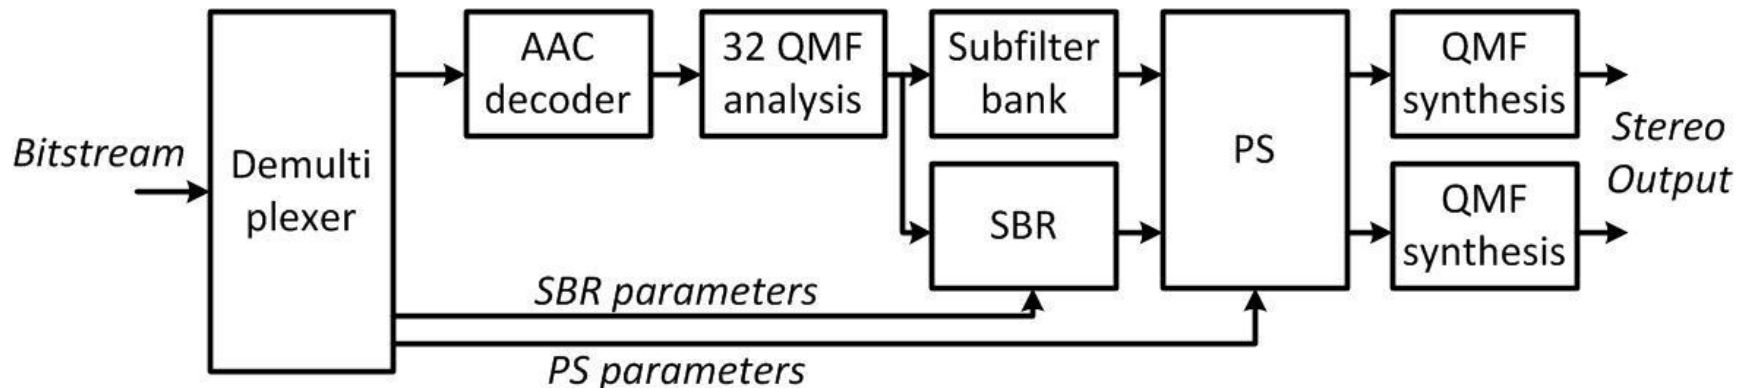 Bitstream
Demulti
plexer
AAC
decoder
32 QMF
analysis
Subfilter
bank
SBR
PS
QMF
synthesis
QMF
synthesis
Stereo
Output
SBR parameters
PS parameters